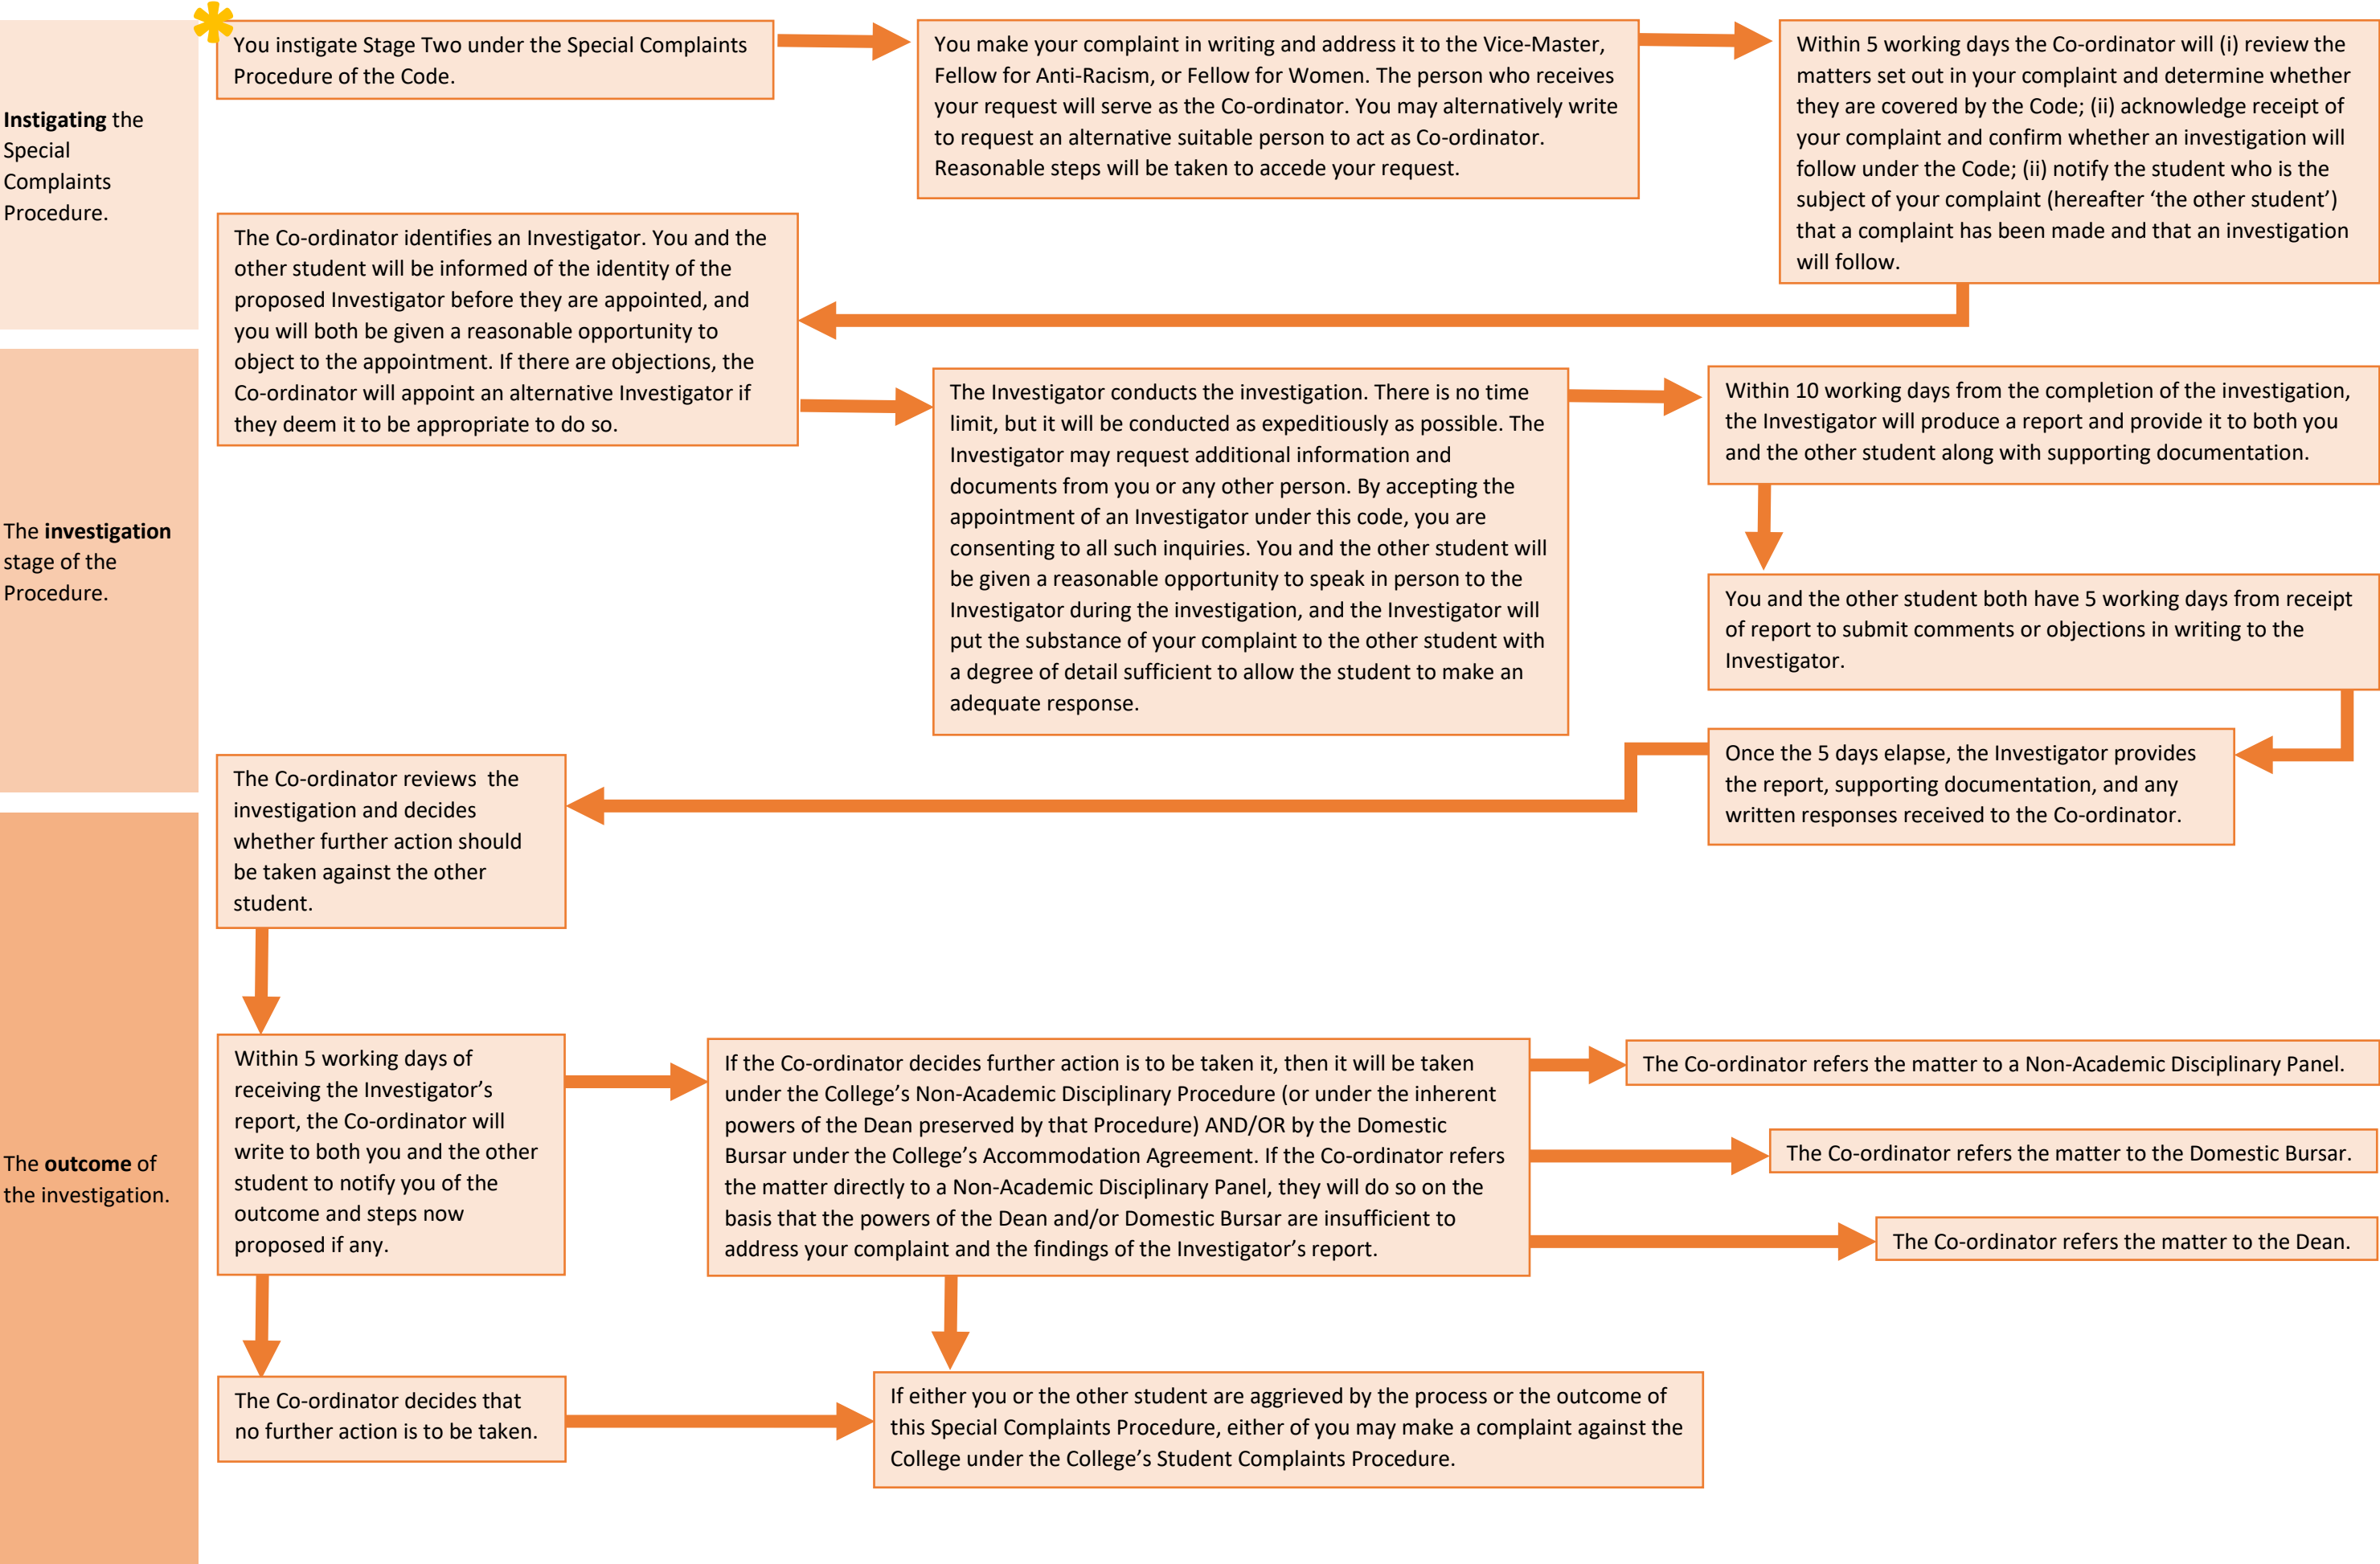 Instigating the
Special
Complaints
Procedure.
You instigate Stage Two under the Special Complaints
Procedure of the Code.
You make your complaint in writing and address it to the Vice-Master,
Fellow for Anti-Racism, or Fellow for Women. The person who receives
your request will serve as the Co-ordinator. You may alternatively write
to request an alternative suitable person to act as Co-ordinator.
Reasonable steps will be taken to accede your request.
Within 5 working days the Co-ordinator will (i) review the
matters set out in your complaint and determine whether
they are covered by the Code; (ii) acknowledge receipt of
your complaint and confirm whether an investigation will
follow under the Code; (ii) notify the student who is the
subject of your complaint (hereafter ‘the other student’)
that a complaint has been made and that an investigation
will follow.
The Co-ordinator identifies an Investigator. You and the
other student will be informed of the identity of the
proposed Investigator before they are appointed, and
you will both be given a reasonable opportunity to
object to the appointment. If there are objections, the
Co-ordinator will appoint an alternative Investigator if
they deem it to be appropriate to do so.
The investigation
stage of the
Procedure.
The Investigator conducts the investigation. There is no time
limit, but it will be conducted as expeditiously as possible. The
Investigator may request additional information and
documents from you or any other person. By accepting the
appointment of an Investigator under this code, you are
consenting to all such inquiries. You and the other student will
be given a reasonable opportunity to speak in person to the
Investigator during the investigation, and the Investigator will
put the substance of your complaint to the other student with
a degree of detail sufficient to allow the student to make an
adequate response.
Within 10 working days from the completion of the investigation,
the Investigator will produce a report and provide it to both you
and the other student along with supporting documentation.
You and the other student both have 5 working days from receipt
of report to submit comments or objections in writing to the
Investigator.
Once the 5 days elapse, the Investigator provides
the report, supporting documentation, and any
written responses received to the Co-ordinator.
The Co-ordinator reviews the
investigation and decides
whether further action should
be taken against the other
student.
The outcome of
the investigation.
Within 5 working days of
receiving the Investigator’s
report, the Co-ordinator will
write to both you and the other
student to notify you of the
outcome and steps now
proposed if any.
If the Co-ordinator decides further action is to be taken it, then it will be taken
under the College’s Non-Academic Disciplinary Procedure (or under the inherent
powers of the Dean preserved by that Procedure) AND/OR by the Domestic
Bursar under the College’s Accommodation Agreement. If the Co-ordinator refers
the matter directly to a Non-Academic Disciplinary Panel, they will do so on the
basis that the powers of the Dean and/or Domestic Bursar are insufficient to
address your complaint and the findings of the Investigator’s report.
The Co-ordinator refers the matter to a Non-Academic Disciplinary Panel.
The Co-ordinator refers the matter to the Domestic Bursar.
The Co-ordinator refers the matter to the Dean.
The Co-ordinator decides that
no further action is to be taken.
If either you or the other student are aggrieved by the process or the outcome of
this Special Complaints Procedure, either of you may make a complaint against the
College under the College’s Student Complaints Procedure.